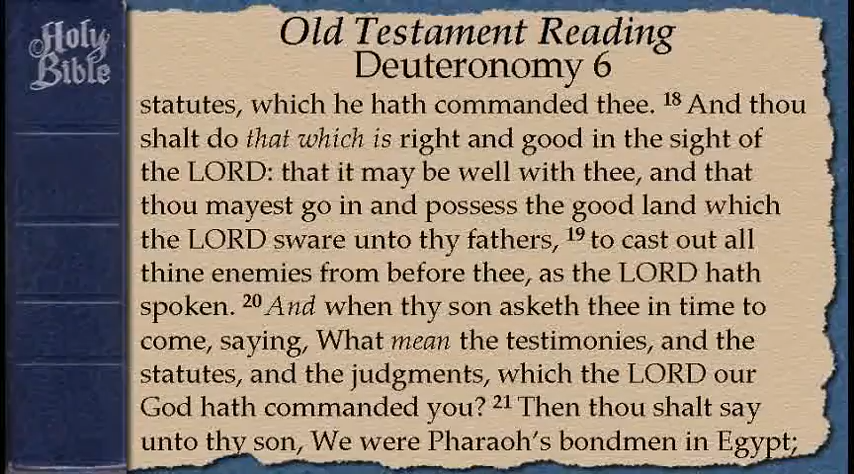 Holy
Bible
Old Testament Reading
Deuteronomy 6
statutes, which he hath commanded thee. 18 And thou
shalt do that which is right and good in the sight of
the LORD: that it may be well with thee, and that
thou mayest go in and possess the good land which
the LORD sware unto thy fathers, 19 to cast out all
thine enemies from before thee, as the LORD hath
spoken. 20 And when thy son asketh thee in time to
come, saying, What mean the testimonies, and the
statutes, and the judgments, which the LORD our
God hath commanded you? 21 Then thou shalt say
unto thy son, We were Pharaoh's bondmen in Egypt;